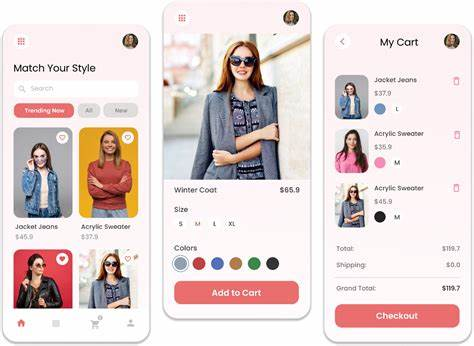 Match Your Style
Search
Trending Now
All
New
Jacket Jeans
$45.9
Acrylic Sweater
$45.9
Winter Coat
$65.9
Size
S
M
L
XL
Colors
Add to Cart
My Cart
Jacket Jeans
$37.9
L
Acrylic Sweater
$37.9
M
Acrylic Sweater
$45.9
M
Total:
$119.7
Shipping:
$0.0
Grand Total:
$119.7
Checkout